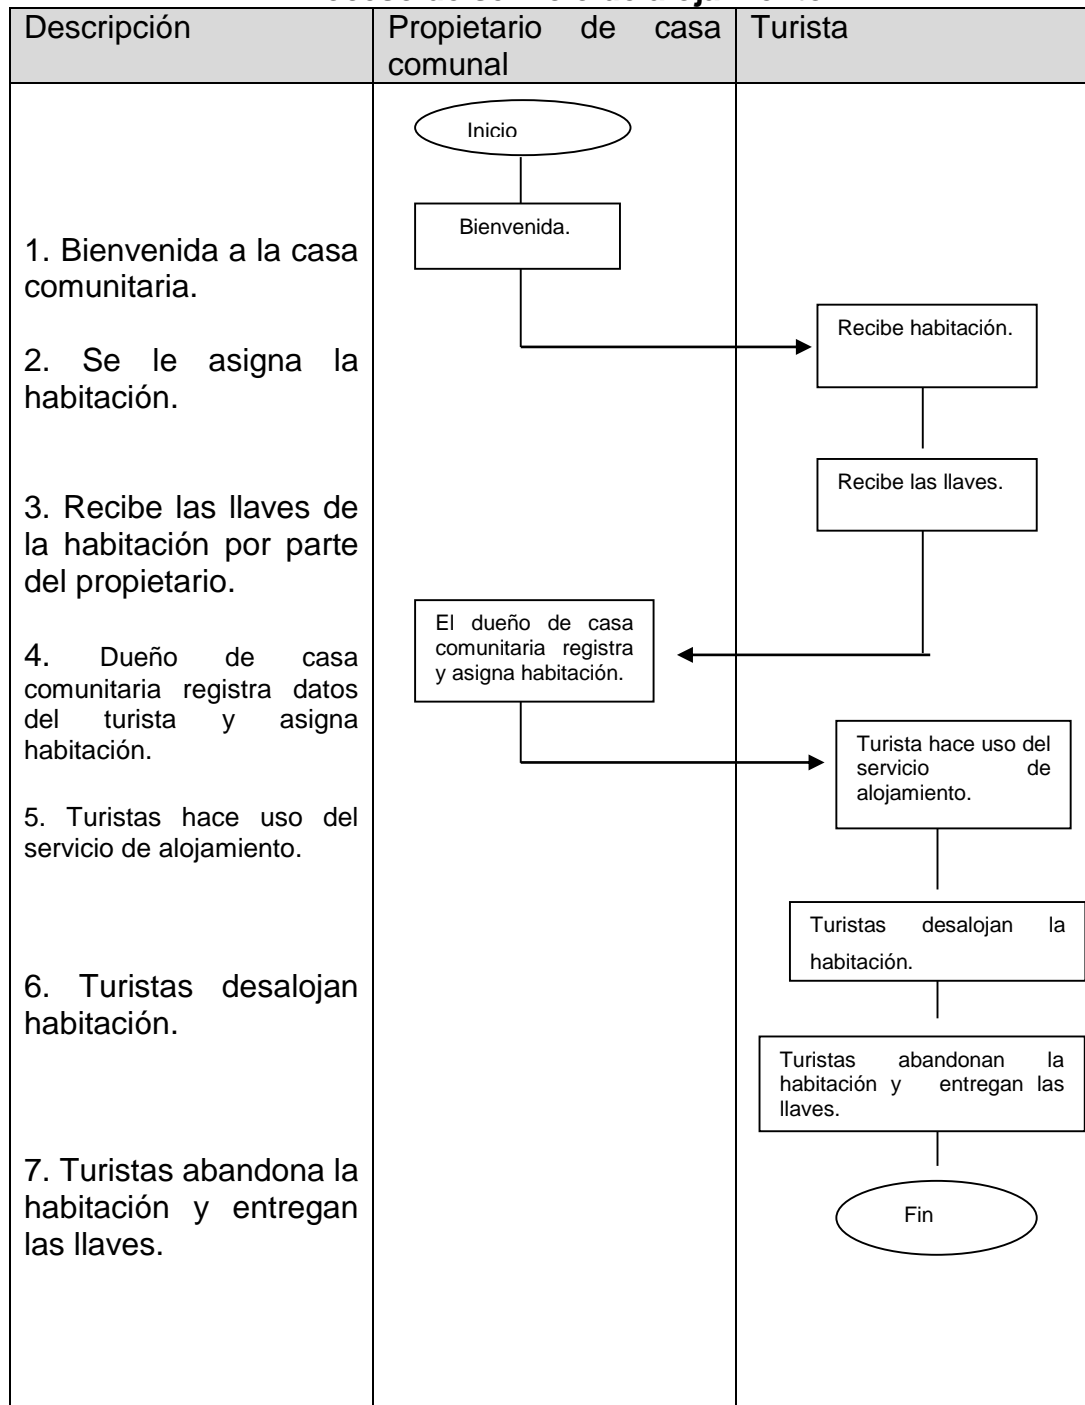 Descripción
Propietario de casa
comunal
Turista
1. Bienvenida a la casa
comunitaria.
2. Se le asigna la
habitación.
3. Recibe las llaves de
la habitación por parte
del propietario.
4. Dueño de casa
comunitaria registra datos
del turista y asigna
habitación.
5. Turistas hace uso del
servicio de alojamiento.
6. Turistas desalojan
habitación.
7. Turistas abandona la
habitación y entregan
las llaves.
Inicio
Bienvenida.
Recibe habitación.
Recibe las llaves.
El dueño de casa
comunitaria registra
y asigna habitación.
Turista hace uso del
servicio de
alojamiento.
Turistas desalojan la
habitación.
Turistas abandonan la
habitación y entregan las
llaves.
Fin